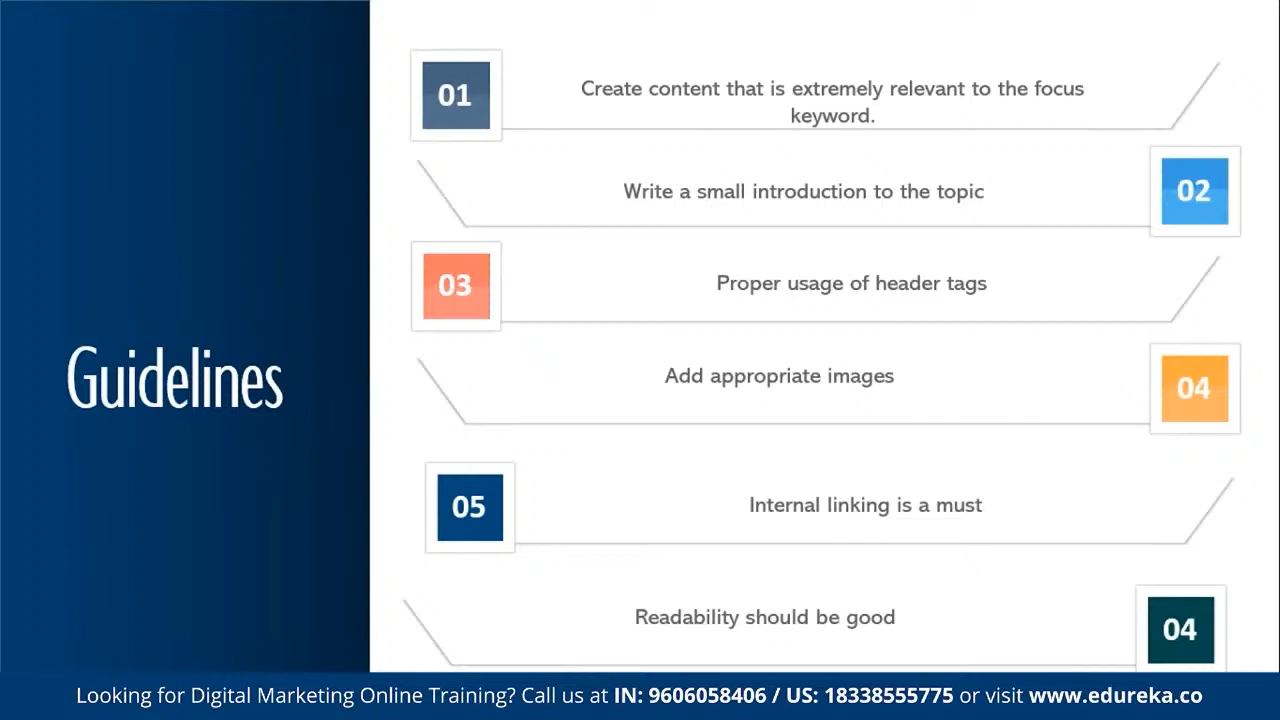 01
Create content that is extremely relevant to the focus
keyword.
Write a small introduction to the topic
02
03
Proper usage of header tags
Guidelines
Add appropriate images
04
05
Internal linking is a must
Readability should be good
04
Looking for Digital Marketing Online Training? Call us at IN: 9606058406 / US: 18338555775 or visit www.edureka.co